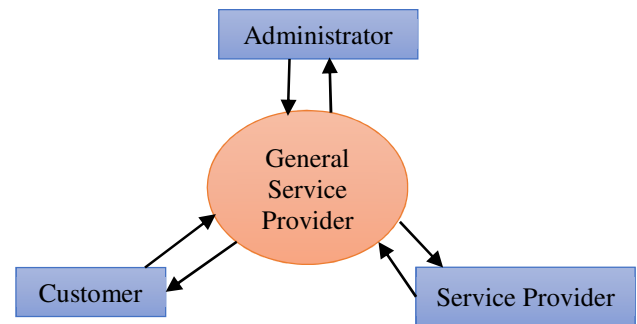 Administrator
General
Service
Provider
Customer
Service Provider